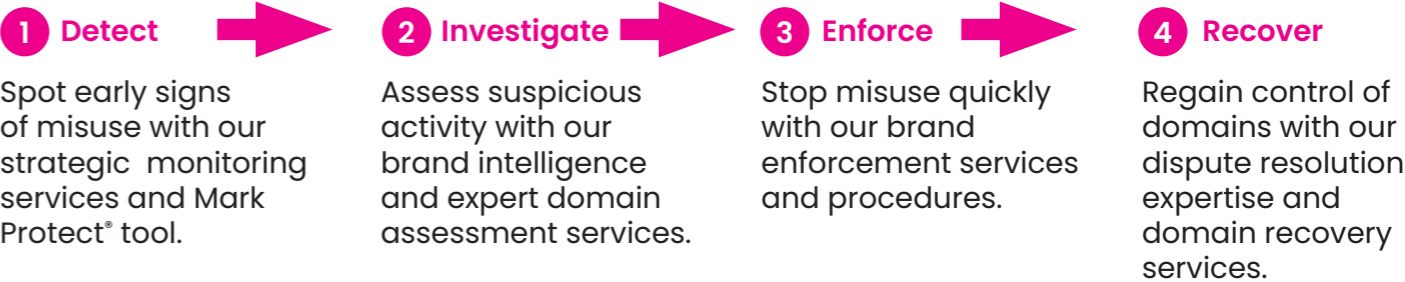 1 Detect
Spot early signs
of misuse with our
strategic  monitoring
services and Mark
Protect® tool.
2 Investigate
Assess suspicious
activity with our
brand intelligence
and expert domain
assessment services.
3 Enforce
Stop misuse quickly
with our brand
enforcement services
and procedures.
4 Recover
Regain control of
domains with our
dispute resolution
expertise and
domain recovery
services.